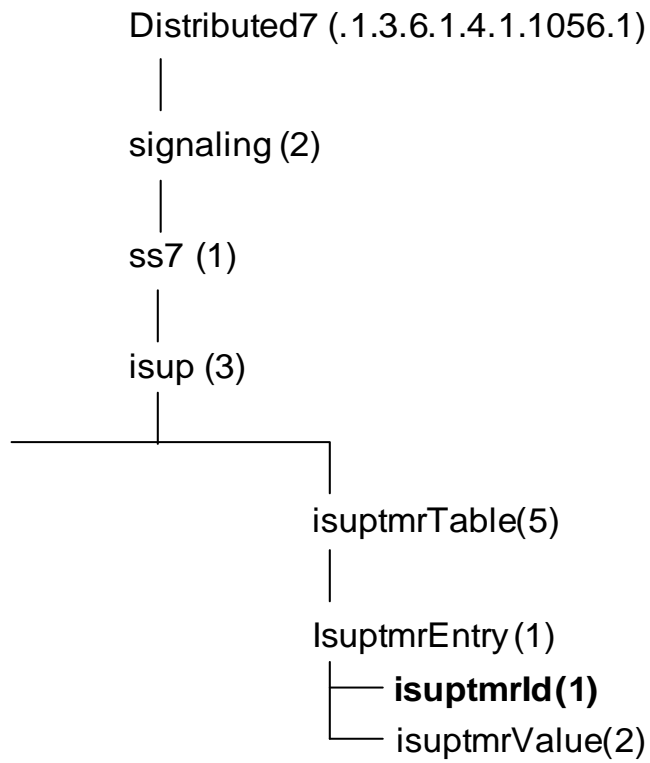 Distributed7 (.1.3.6.1.4.1.1056.1)
signaling (2)
ss7 (1)
isup (3)
isuptmrTable(5)
IsuptmrEntry (1)
isuptmrId(1)
isuptmrValue(2)